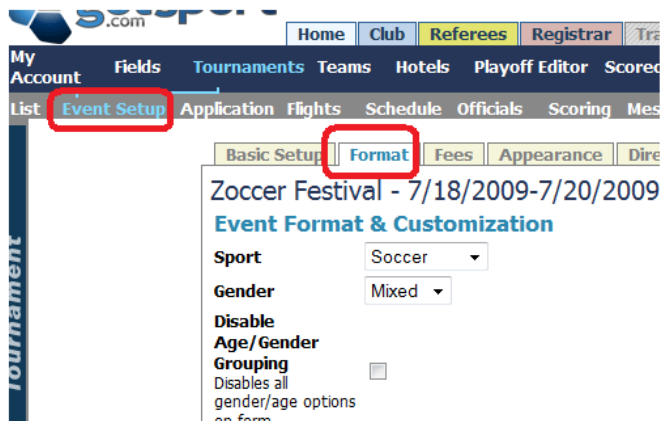 .com
Home Club Referees Registrar
My Account Fields Tournaments Teams Hotels Playoff Editor
List Event Setup Application Flights Schedule Officials Scoring
Basic Setup Format Fees Appearance
Zoccer Festival - 7/18/2009-7/20/2009
Event Format & Customization
Sport Soccer
Gender Mixed
Disable
Age/Gender
Grouping
Disables all
gender/age options
on form
Tournament